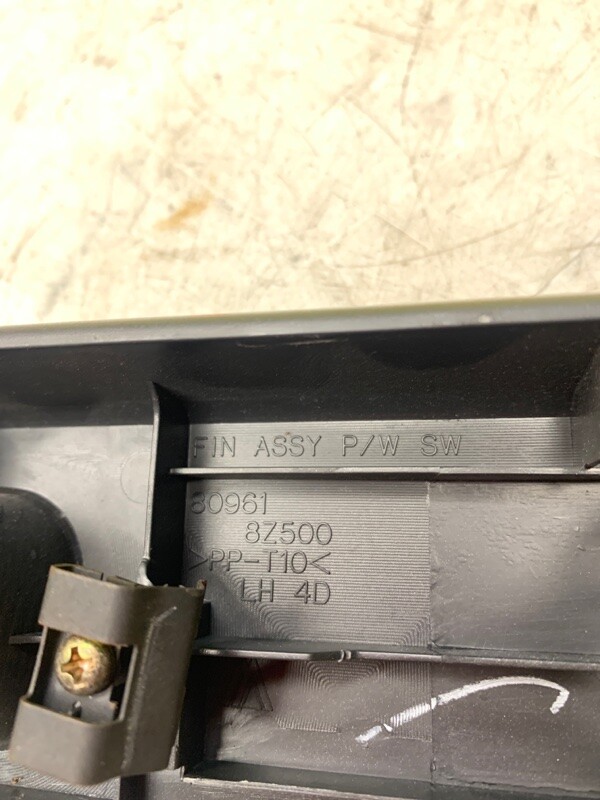 FIN ASSY P/W SW
80961
8Z500
>PP-T10<
LH 4D